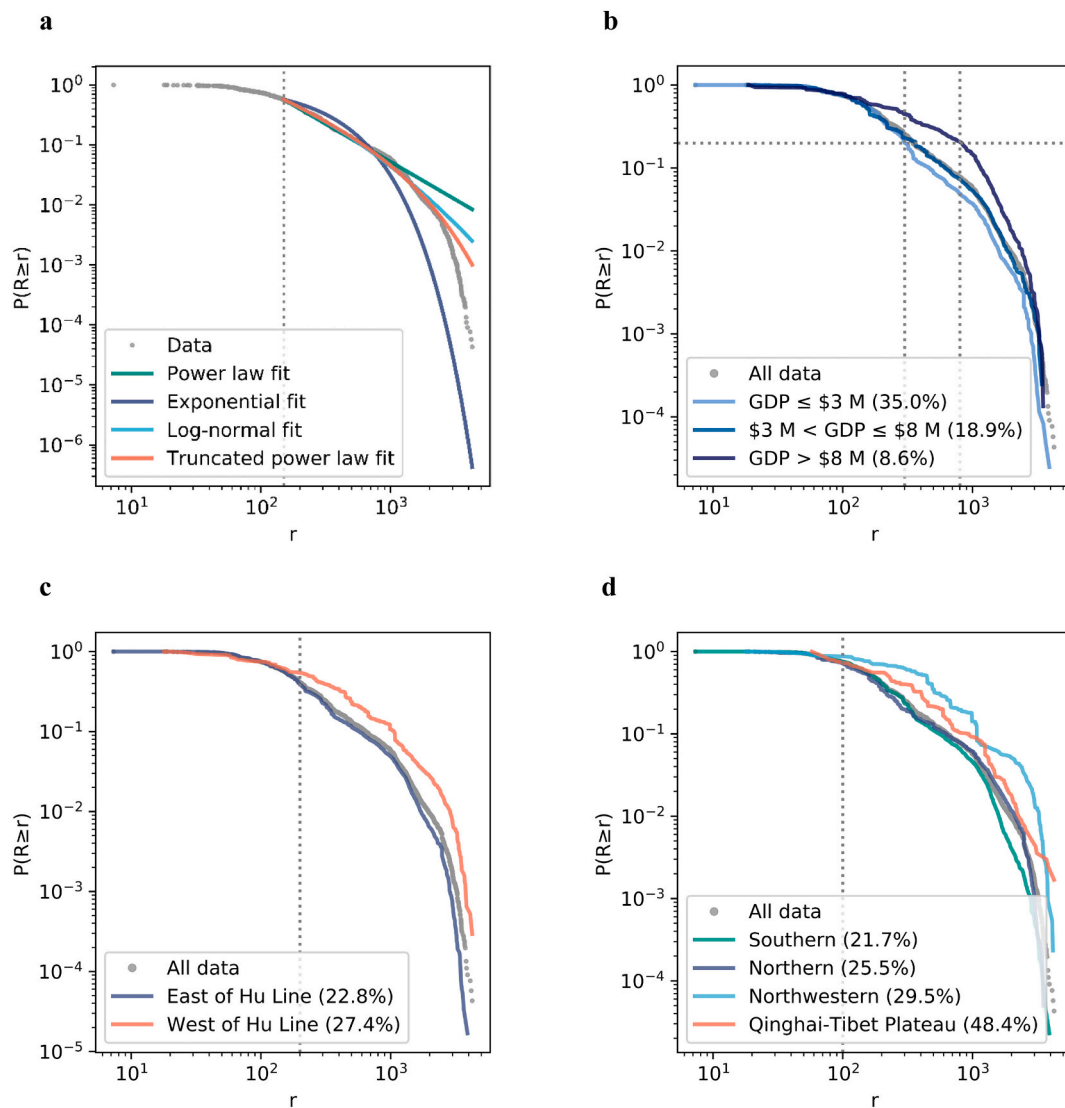 a
10^0
10^-1
10^-2
10^-3
10^-4
10^-5
10^-6
P(R≥r)
Data
Power law fit
Exponential fit
Log-normal fit
Truncated power law fit
10^1
10^2
10^3
r
b
10^0
10^-1
10^-2
10^-3
10^-4
P(R≥r)
All data
GDP ≤ $3 M (35.0%)
$3 M < GDP ≤ $8 M (18.9%)
GDP > $8 M (8.6%)
10^1
10^2
10^3
r
c
10^0
10^-1
10^-2
10^-3
10^-4
10^-5
P(R≥r)
All data
East of Hu Line (22.8%)
West of Hu Line (27.4%)
10^1
10^2
10^3
r
d
10^0
10^-1
10^-2
10^-3
10^-4
P(R≥r)
All data
Southern (21.7%)
Northern (25.5%)
Northwestern (29.5%)
Qinghai-Tibet Plateau (48.4%)
10^1
10^2
10^3
r